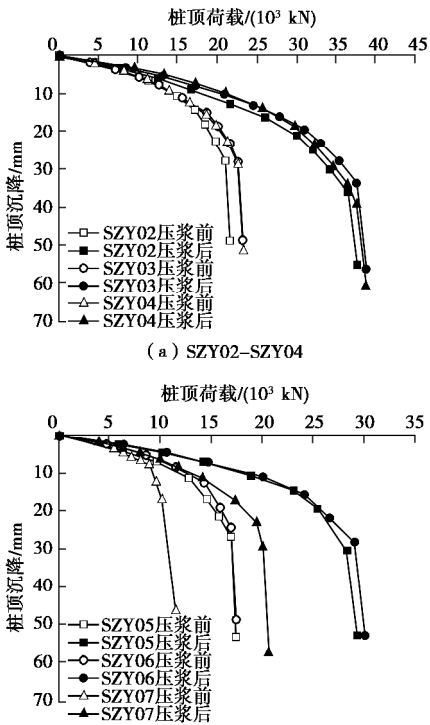 桩顶荷载/(10³ kN)
0 5 10 15 20 25 30 35 40 45
10
20
30
40
50
60
70
桩顶沉降/mm
SZY02压浆前
SZY02压浆后
SZY03压浆前
SZY03压浆后
SZY04压浆前
SZY04压浆后
(a) SZY02-SZY04
桩顶荷载/(10³ kN)
0 5 10 15 20 25 30 35
10
20
30
40
50
60
70
桩顶沉降/mm
SZY05压浆前
SZY05压浆后
SZY06压浆前
SZY06压浆后
SZY07压浆前
SZY07压浆后